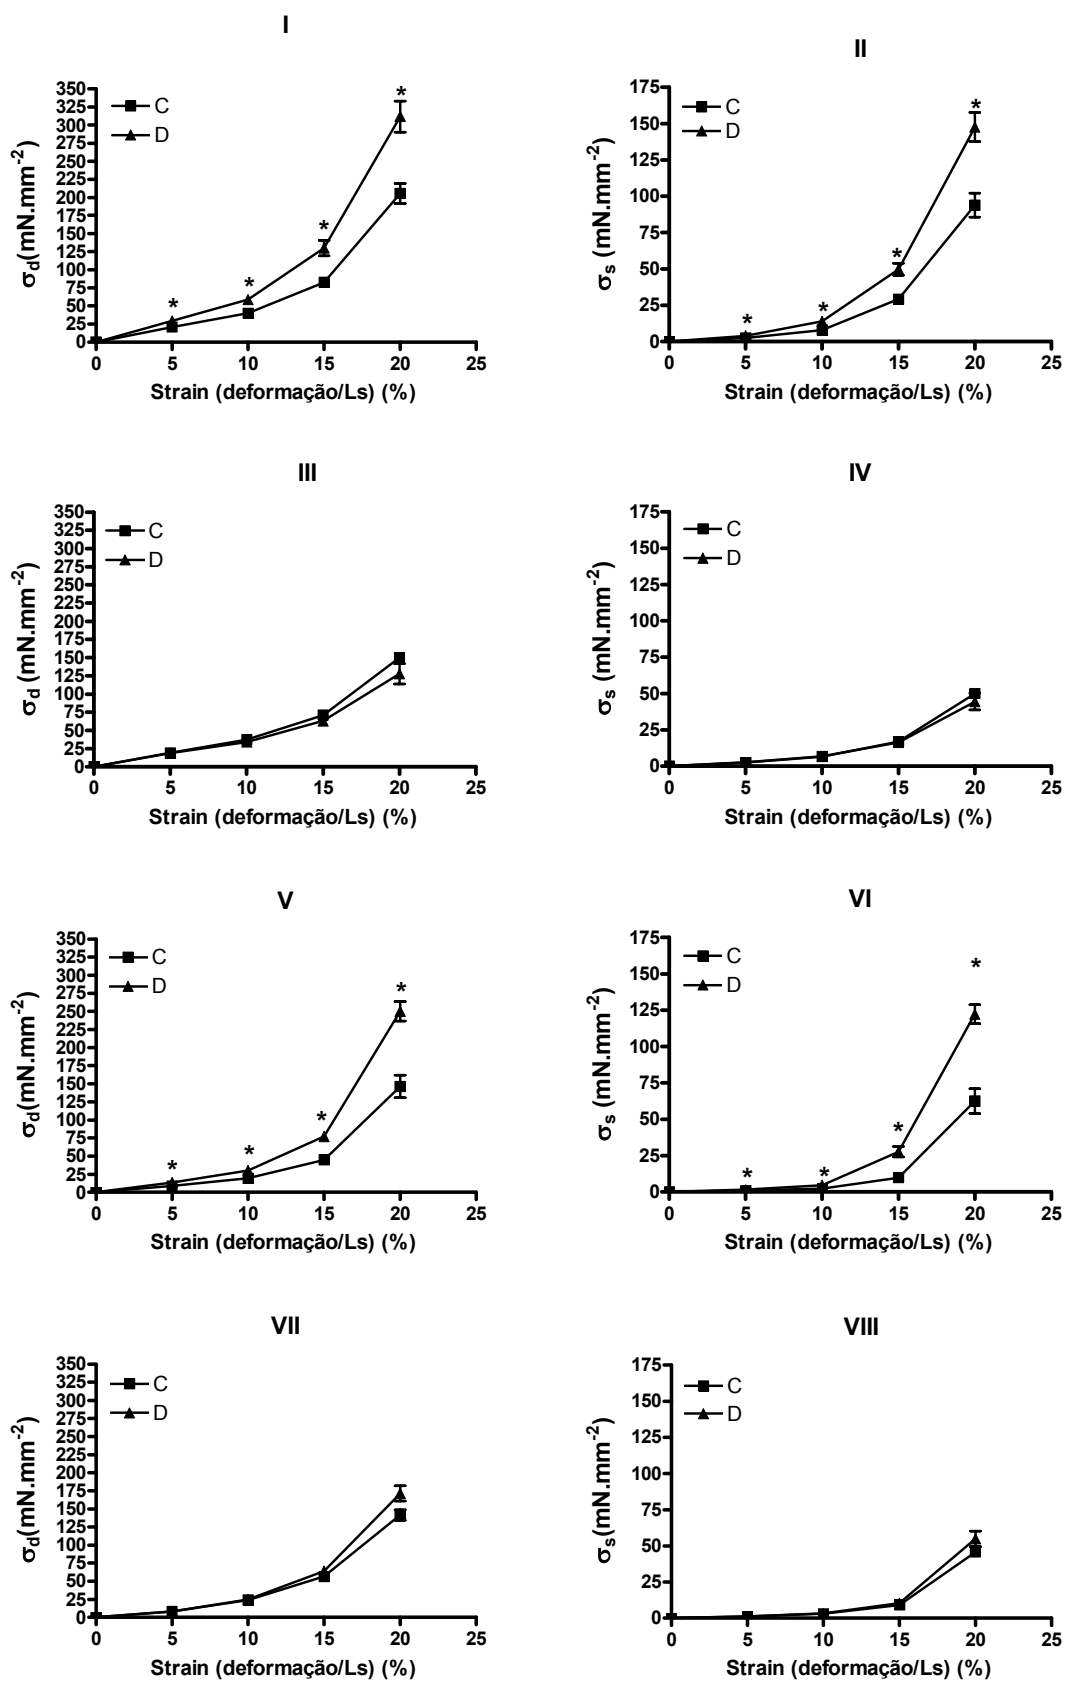 I
350
325
300
275
250
225
200
175
150
125
100
75
50
25
0
σd(mN.mm-2)
C
D
*
*
*
*
0 5 10 15 20 25
Strain (deformação/Ls) (%)
II
175
150
125
100
75
50
25
0
σs (mN.mm-2)
C
D
*
*
*
*
0 5 10 15 20 25
Strain (deformação/Ls) (%)
III
350
325
300
275
250
225
200
175
150
125
100
75
50
25
0
σd (mN.mm-2)
C
D
0 5 10 15 20 25
Strain (deformação/Ls) (%)
IV
175
150
125
100
75
50
25
0
σs (mN.mm-2)
C
D
0 5 10 15 20 25
Strain (deformação/Ls) (%)
V
350
325
300
275
250
225
200
175
150
125
100
75
50
25
0
σd(mN.mm-2)
C
D
*
*
*
*
0 5 10 15 20 25
Strain (deformação/Ls) (%)
VI
175
150
125
100
75
50
25
0
σs (mN.mm-2)
C
D
*
*
*
*
0 5 10 15 20 25
Strain (deformação/Ls) (%)
VII
350
325
300
275
250
225
200
175
150
125
100
75
50
25
0
σd(mN.mm-2)
C
D
0 5 10 15 20 25
Strain (deformação/Ls) (%)
VIII
175
150
125
100
75
50
25
0
σs(mN.mm-2)
C
D
0 5 10 15 20 25
Strain (deformação/Ls) (%)